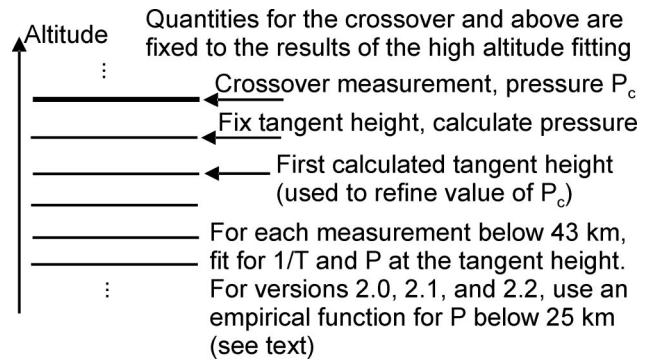 Altitude
Quantities for the crossover and above are
fixed to the results of the high altitude fitting
Crossover measurement, pressure Pc
Fix tangent height, calculate pressure
First calculated tangent height
(used to refine value of Pc)
For each measurement below 43 km,
fit for 1/T and P at the tangent height.
For versions 2.0, 2.1, and 2.2, use an
empirical function for P below 25 km
(see text)